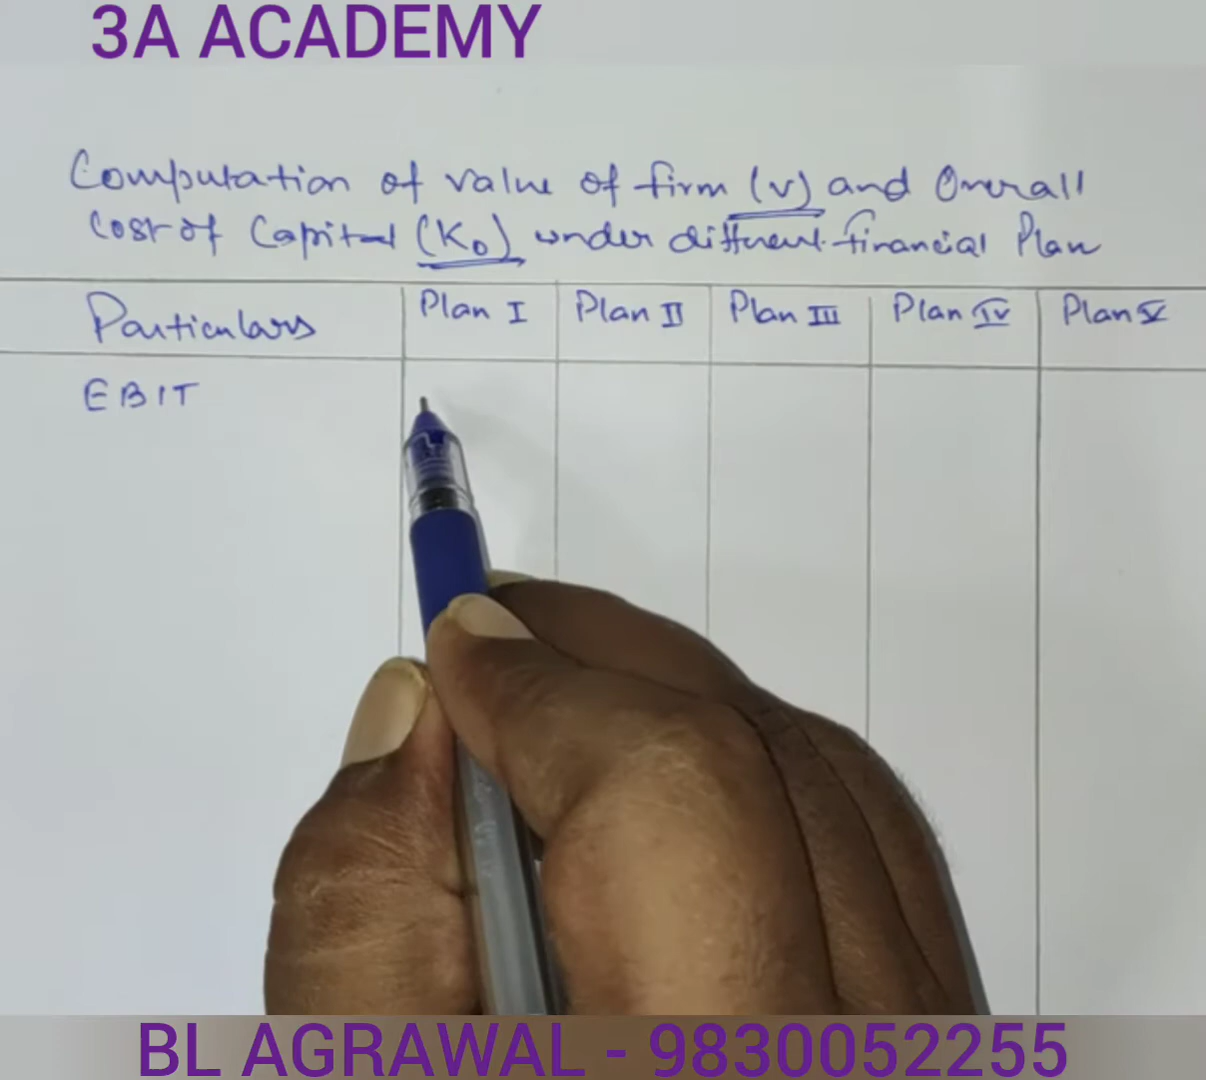 3A ACADEMY
Computation of value of firm (V) and Overall
Cost of Capital (K₀) under different financial Plan
Particulars Plan I Plan II Plan III Plan IV Plan V
EBIT
BL AGRAWAL - 9830052255